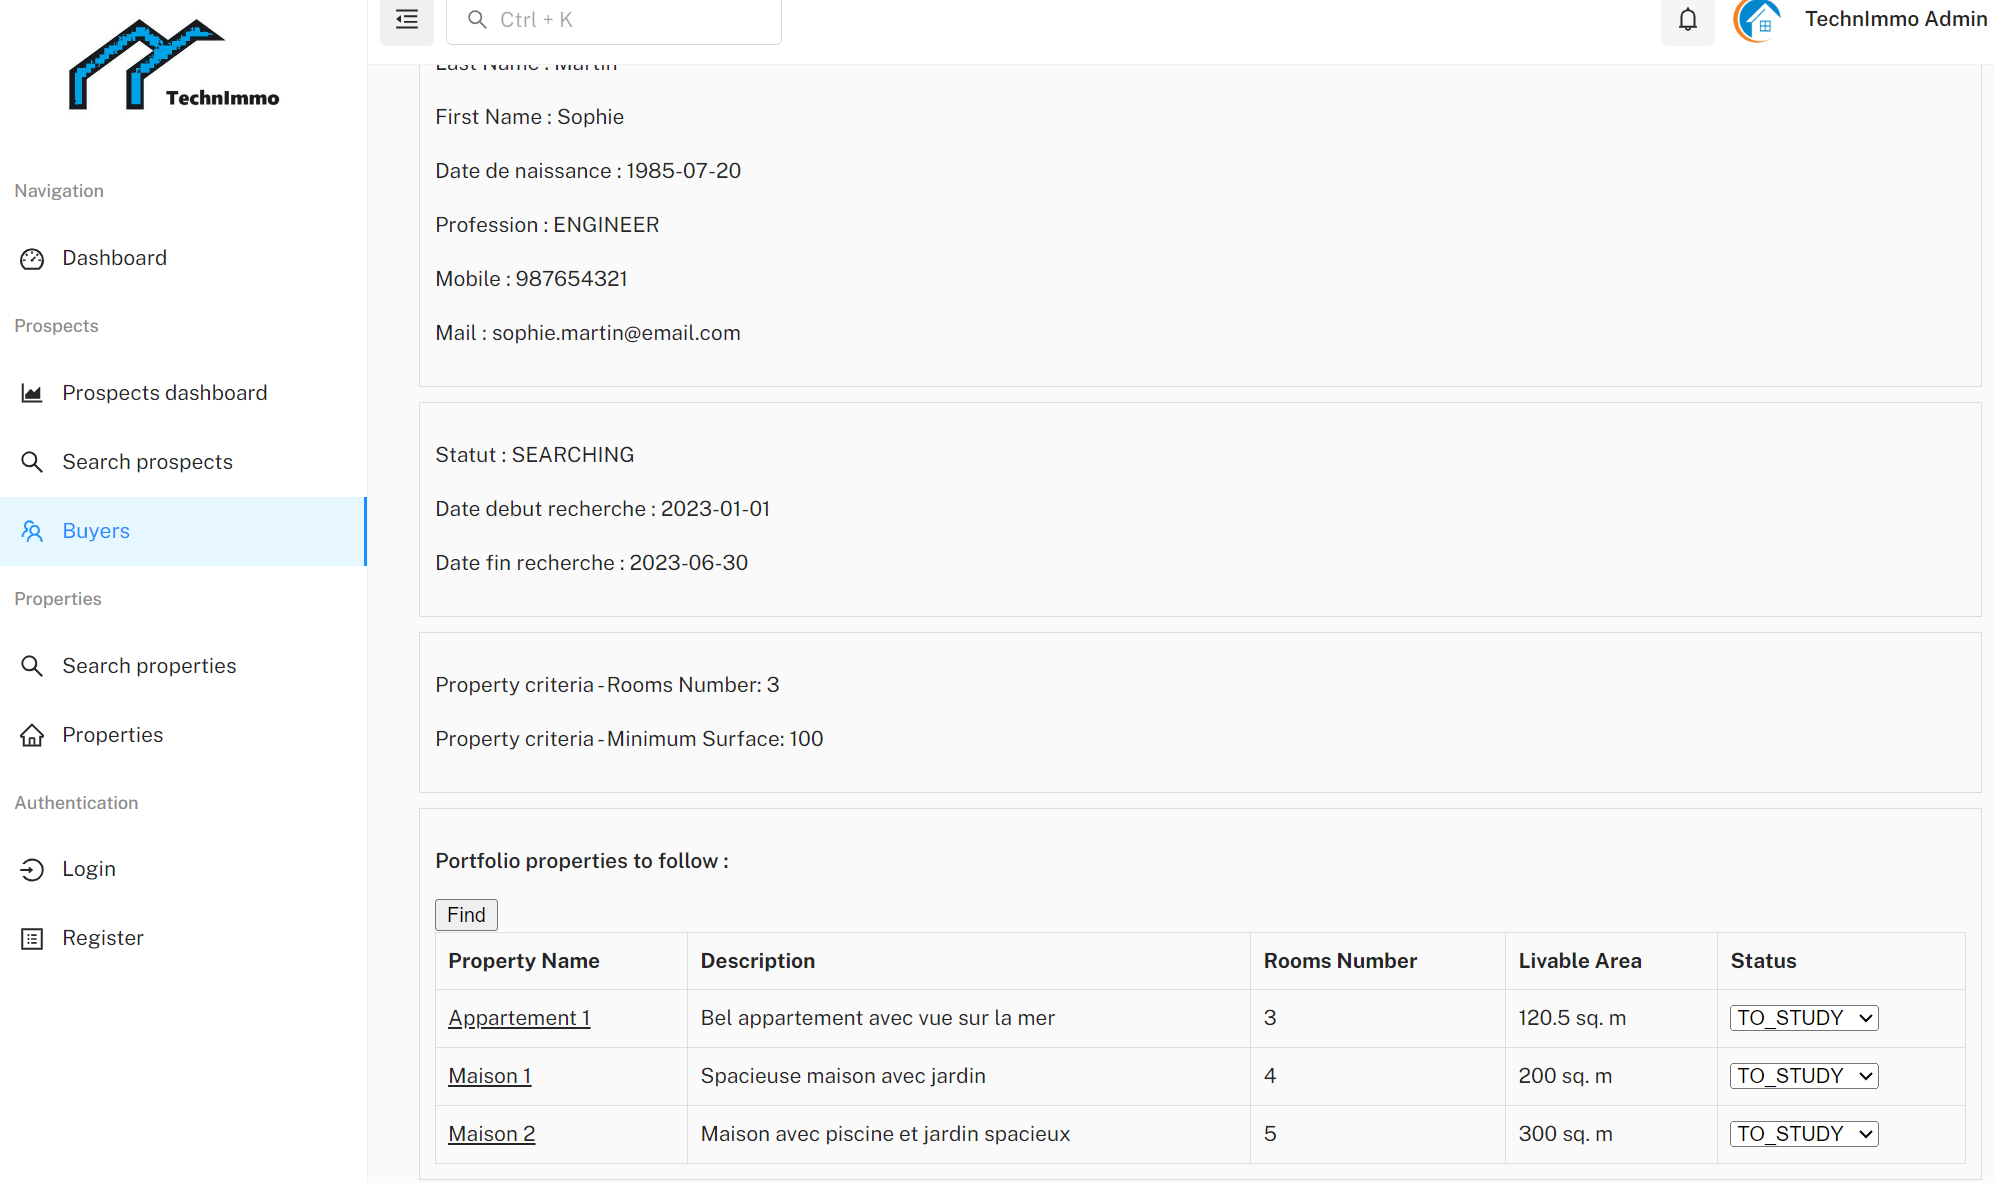 TechnImmo
Navigation
Dashboard
Prospects
Prospects dashboard
Search prospects
Buyers
Properties
Search properties
Properties
Authentication
Login
Register
Ctrl + K
TechnImmo Admin
Last Name : Martin
First Name : Sophie
Date de naissance : 1985-07-20
Profession : ENGINEER
Mobile : 987654321
Mail : sophie.martin@email.com
Statut : SEARCHING
Date debut recherche : 2023-01-01
Date fin recherche : 2023-06-30
Property criteria - Rooms Number: 3
Property criteria - Minimum Surface: 100
Portfolio properties to follow :
Find
Property Name Description Rooms Number Livable Area Status
Appartement 1 Bel appartement avec vue sur la mer 3 120.5 sq. m TO_STUDY
Maison 1 Spacieuse maison avec jardin 4 200 sq. m TO_STUDY
Maison 2 Maison avec piscine et jardin spacieux 5 300 sq. m TO_STUDY